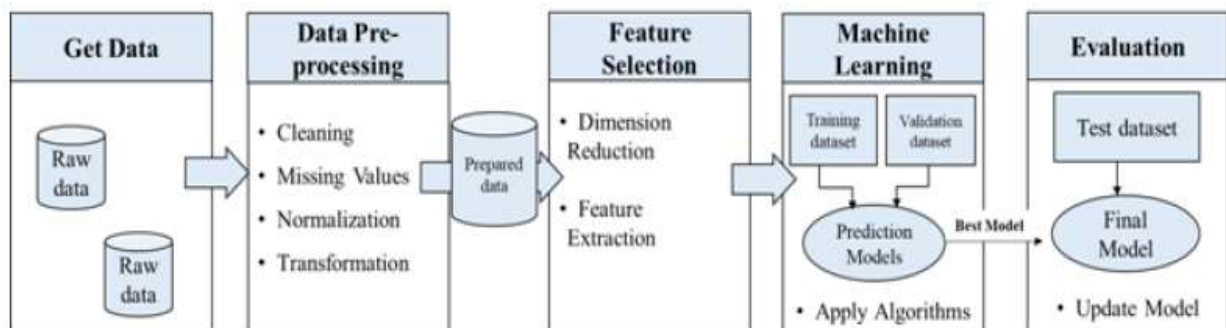 Get Data
Raw
data
Raw
data
Data Pre-
processing
• Cleaning
• Missing Values
• Normalization
• Transformation
Prepared
data
Feature
Selection
• Dimension
Reduction
• Feature
Extraction
Machine
Learning
Training
dataset
Validation
dataset
Prediction
Models
• Apply Algorithms
Best Model
Evaluation
Test dataset
Final
Model
• Update Model